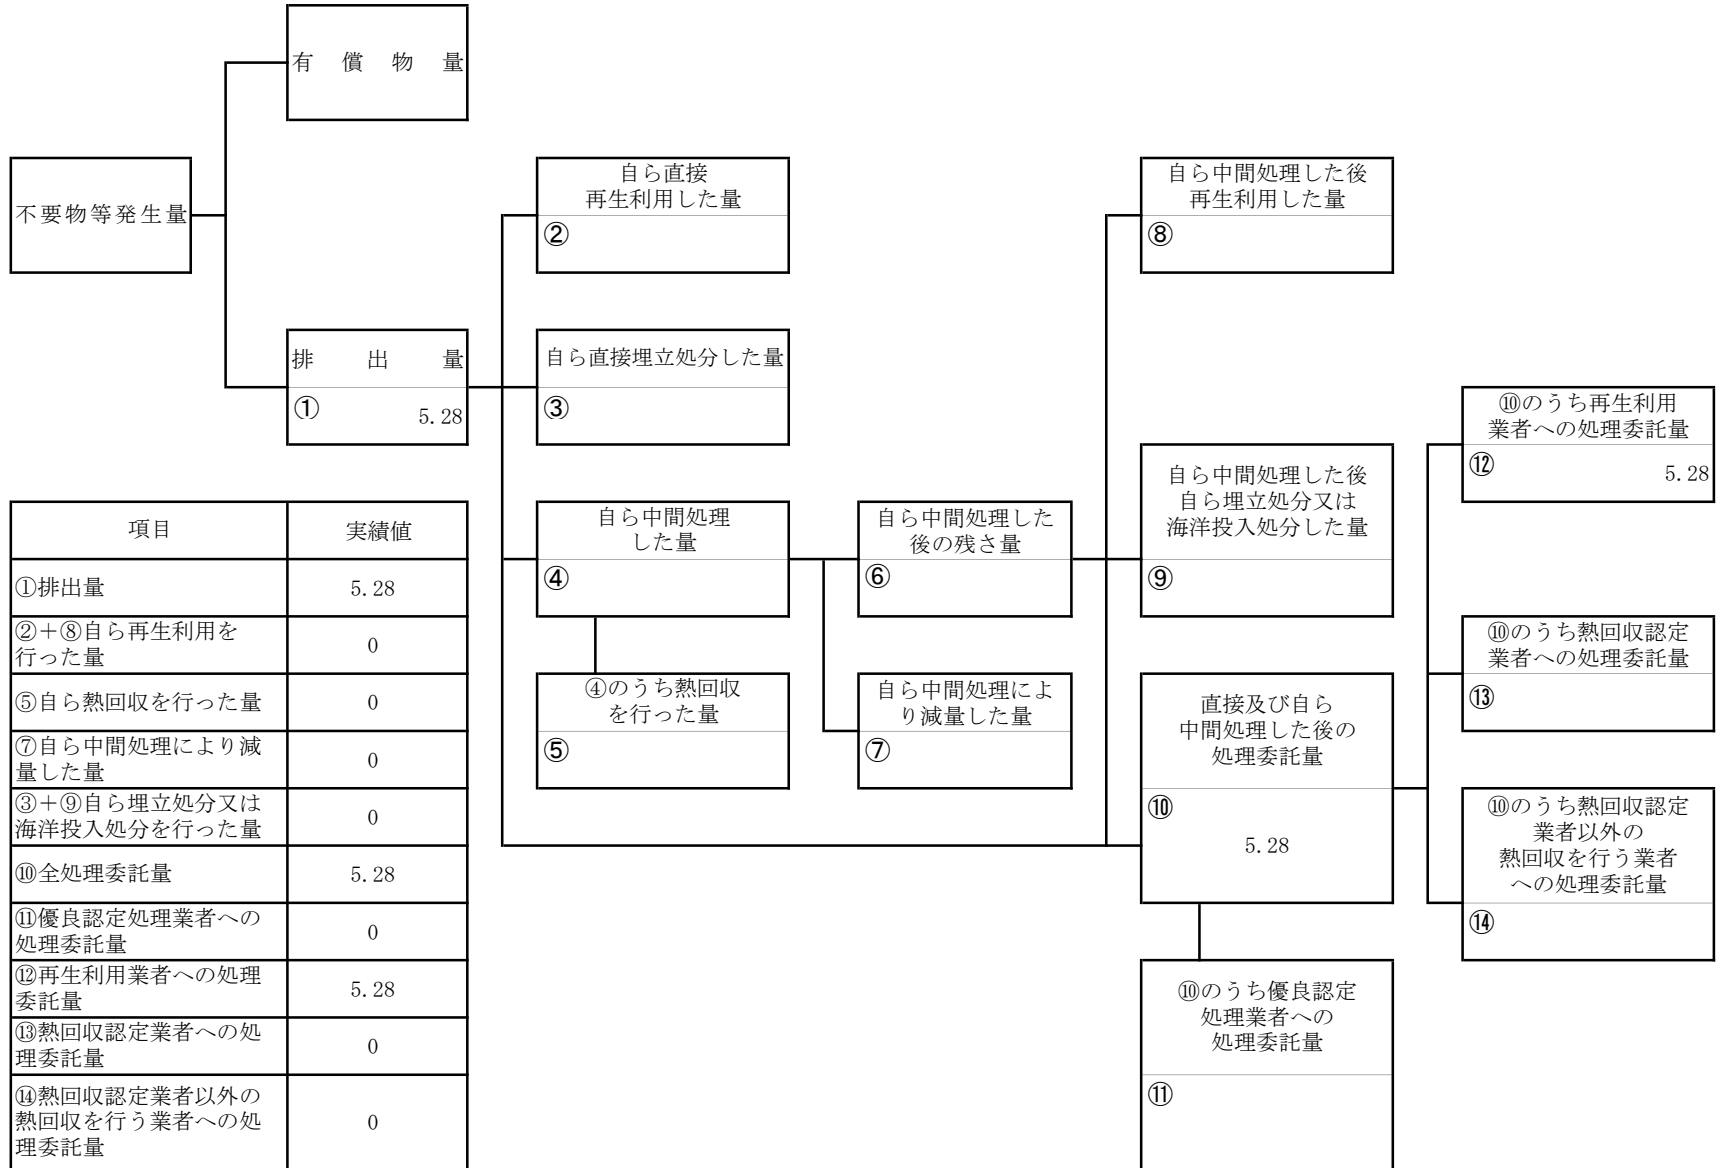 有償物量
不要物等発生量
排出量
①
5.28
自ら直接
再生利用した量
②
自ら直接埋立処分した量
③
自ら中間処理
した量
④
④のうち熱回収
を行った量
⑤
自ら中間処理した
後の残さ量
⑥
自ら中間処理によ
り減量した量
⑦
自ら中間処理した後
再生利用した量
⑧
自ら中間処理した後
自ら埋立処分又は
海洋投入処分した量
⑨
直接及び自ら
中間処理した後の
処理委託量
⑩
5.28
⑩のうち優良認定
処理業者への
処理委託量
⑪
⑩のうち再生利用
業者への処理委託量
⑫
5.28
⑩のうち熱回収認定
業者への処理委託量
⑬
⑩のうち熱回収認定
業者以外の
熱回収を行う業者
への処理委託量
⑭
項目 実績値
①排出量 5.28
②+⑧自ら再生利用を
行った量
0
⑤自ら熱回収を行った量 0
⑦自ら中間処理により減
量した量
0
③+⑨自ら埋立処分又は
海洋投入処分を行った量
0
⑩全処理委託量 5.28
⑪優良認定処理業者への
処理委託量
0
⑫再生利用業者への処理
委託量
5.28
⑬熱回収認定業者への処
理委託量
0
⑭熱回収認定業者以外の
熱回収を行う業者への処
理委託量
0